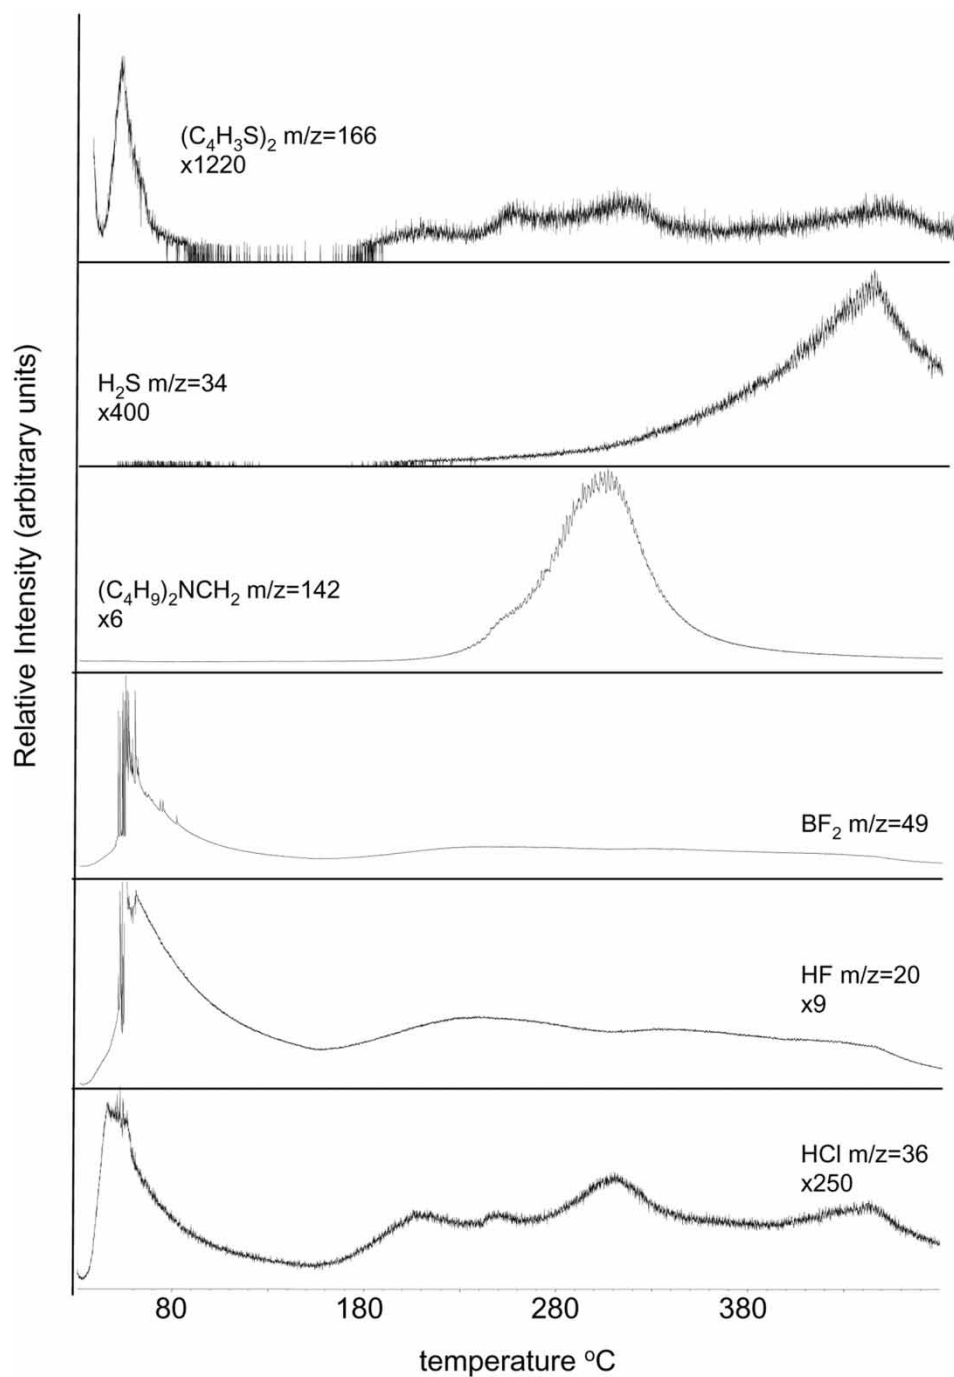 (C₄H₃S)₂ m/z=166
x1220
H₂S m/z=34
x400
(C₄H₉)₂NCH₂ m/z=142
x6
BF₂ m/z=49
HF m/z=20
x9
HCl m/z=36
x250
Relative Intensity (arbitrary units)
80 180 280 380
temperature ºC